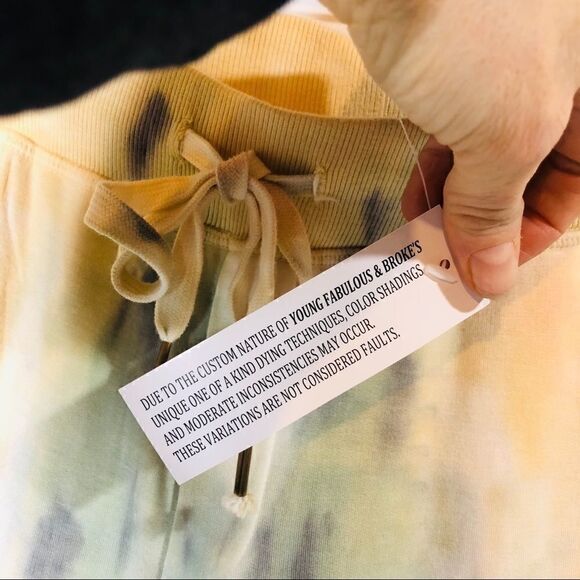 DUE TO THE CUSTOM NATURE OF YOUNG FABULOUS & BROKE'S
UNIQUE ONE OF A KIND DYING TECHNIQUES, COLOR SHADINGS
AND MODERATE INCONSISTENCIES MAY OCCUR.
THESE VARIATIONS ARE NOT CONSIDERED FAULTS.